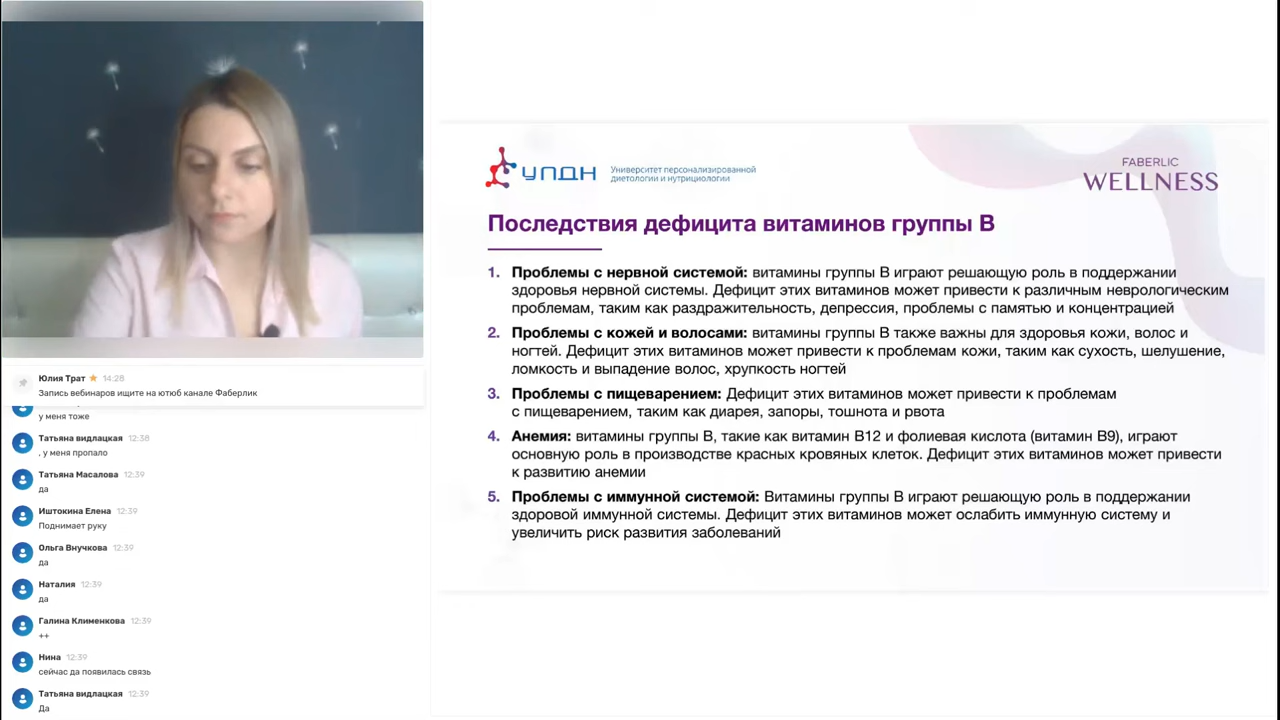 Юлия Трат 14:28
Запись вебинаров ищите на ютюб канале Фаберлик
у меня тоже
Татьяна видлацкая 12:38
, у меня пропало
Татьяна Масалова 12:39
да
Иштокина Елена 12:39
Поднимает руку
Ольга Внучкова 12:39
да
Наталия 12:39
да
Галина Клименкова 12:39
++
Нина 12:39
сейчас да появилась связь
Татьяна видлацкая 12:39
Да
УПДН
Университет персонализированной
диетологии и нутрициологии
FABERLIC
WELLNESS
Последствия дефицита витаминов группы В
1. Проблемы с нервной системой: витамины группы В играют решающую роль в поддержании
здоровья нервной системы. Дефицит этих витаминов может привести к различным неврологическим
проблемам, таким как раздражительность, депрессия, проблемы с памятью и концентрацией
2. Проблемы с кожей и волосами: витамины группы В также важны для здоровья кожи, волос и
ногтей. Дефицит этих витаминов может привести к проблемам кожи, таким как сухость, шелушение,
ломкость и выпадение волос, хрупкость ногтей
3. Проблемы с пищеварением: Дефицит этих витаминов может привести к проблемам
с пищеварением, таким как диарея, запоры, тошнота и рвота
4. Анемия: витамины группы В, такие как витамин В12 и фолиевая кислота (витамин В9), играют
основную роль в производстве красных кровяных клеток. Дефицит этих витаминов может привести
к развитию анемии
5. Проблемы с иммунной системой: Витамины группы В играют решающую роль в поддержании
здоровой иммунной системы. Дефицит этих витаминов может ослабить иммунную систему и
увеличить риск развития заболеваний